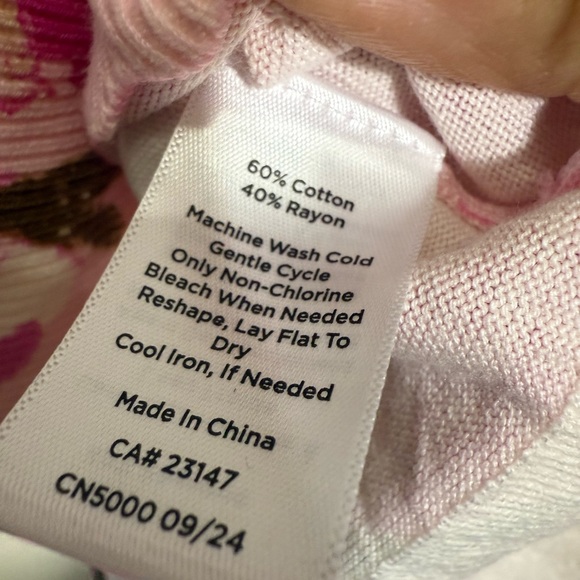 60% Cotton
40% Rayon
Machine Wash Cold
Gentle Cycle
Only Non-Chlorine
Bleach When Needed
Reshape, Lay Flat To
Dry
Cool Iron, If Needed
Made In China
CA# 23147
CN5000 09/24